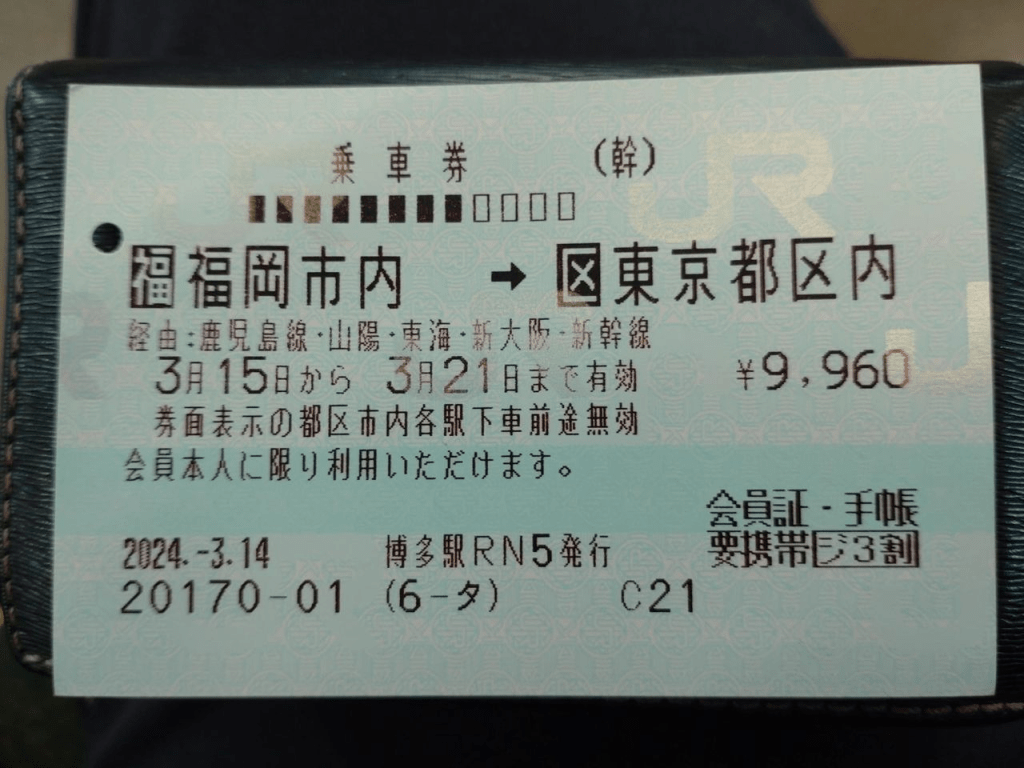 乗車券 (幹)
福福岡市内 → 区東京都区内
経由:鹿児島線・山陽・東海・新大阪・新幹線
3月15日から 3月21日まで有効 ¥9,960
券面表示の都区市内各駅下車前途無効
会員本人に限り利用いただけます。
会員証・手帳
要携帯ジ3割
2024.-3.14 博多駅RN5発行
20170-01 (6-タ) C21
JR